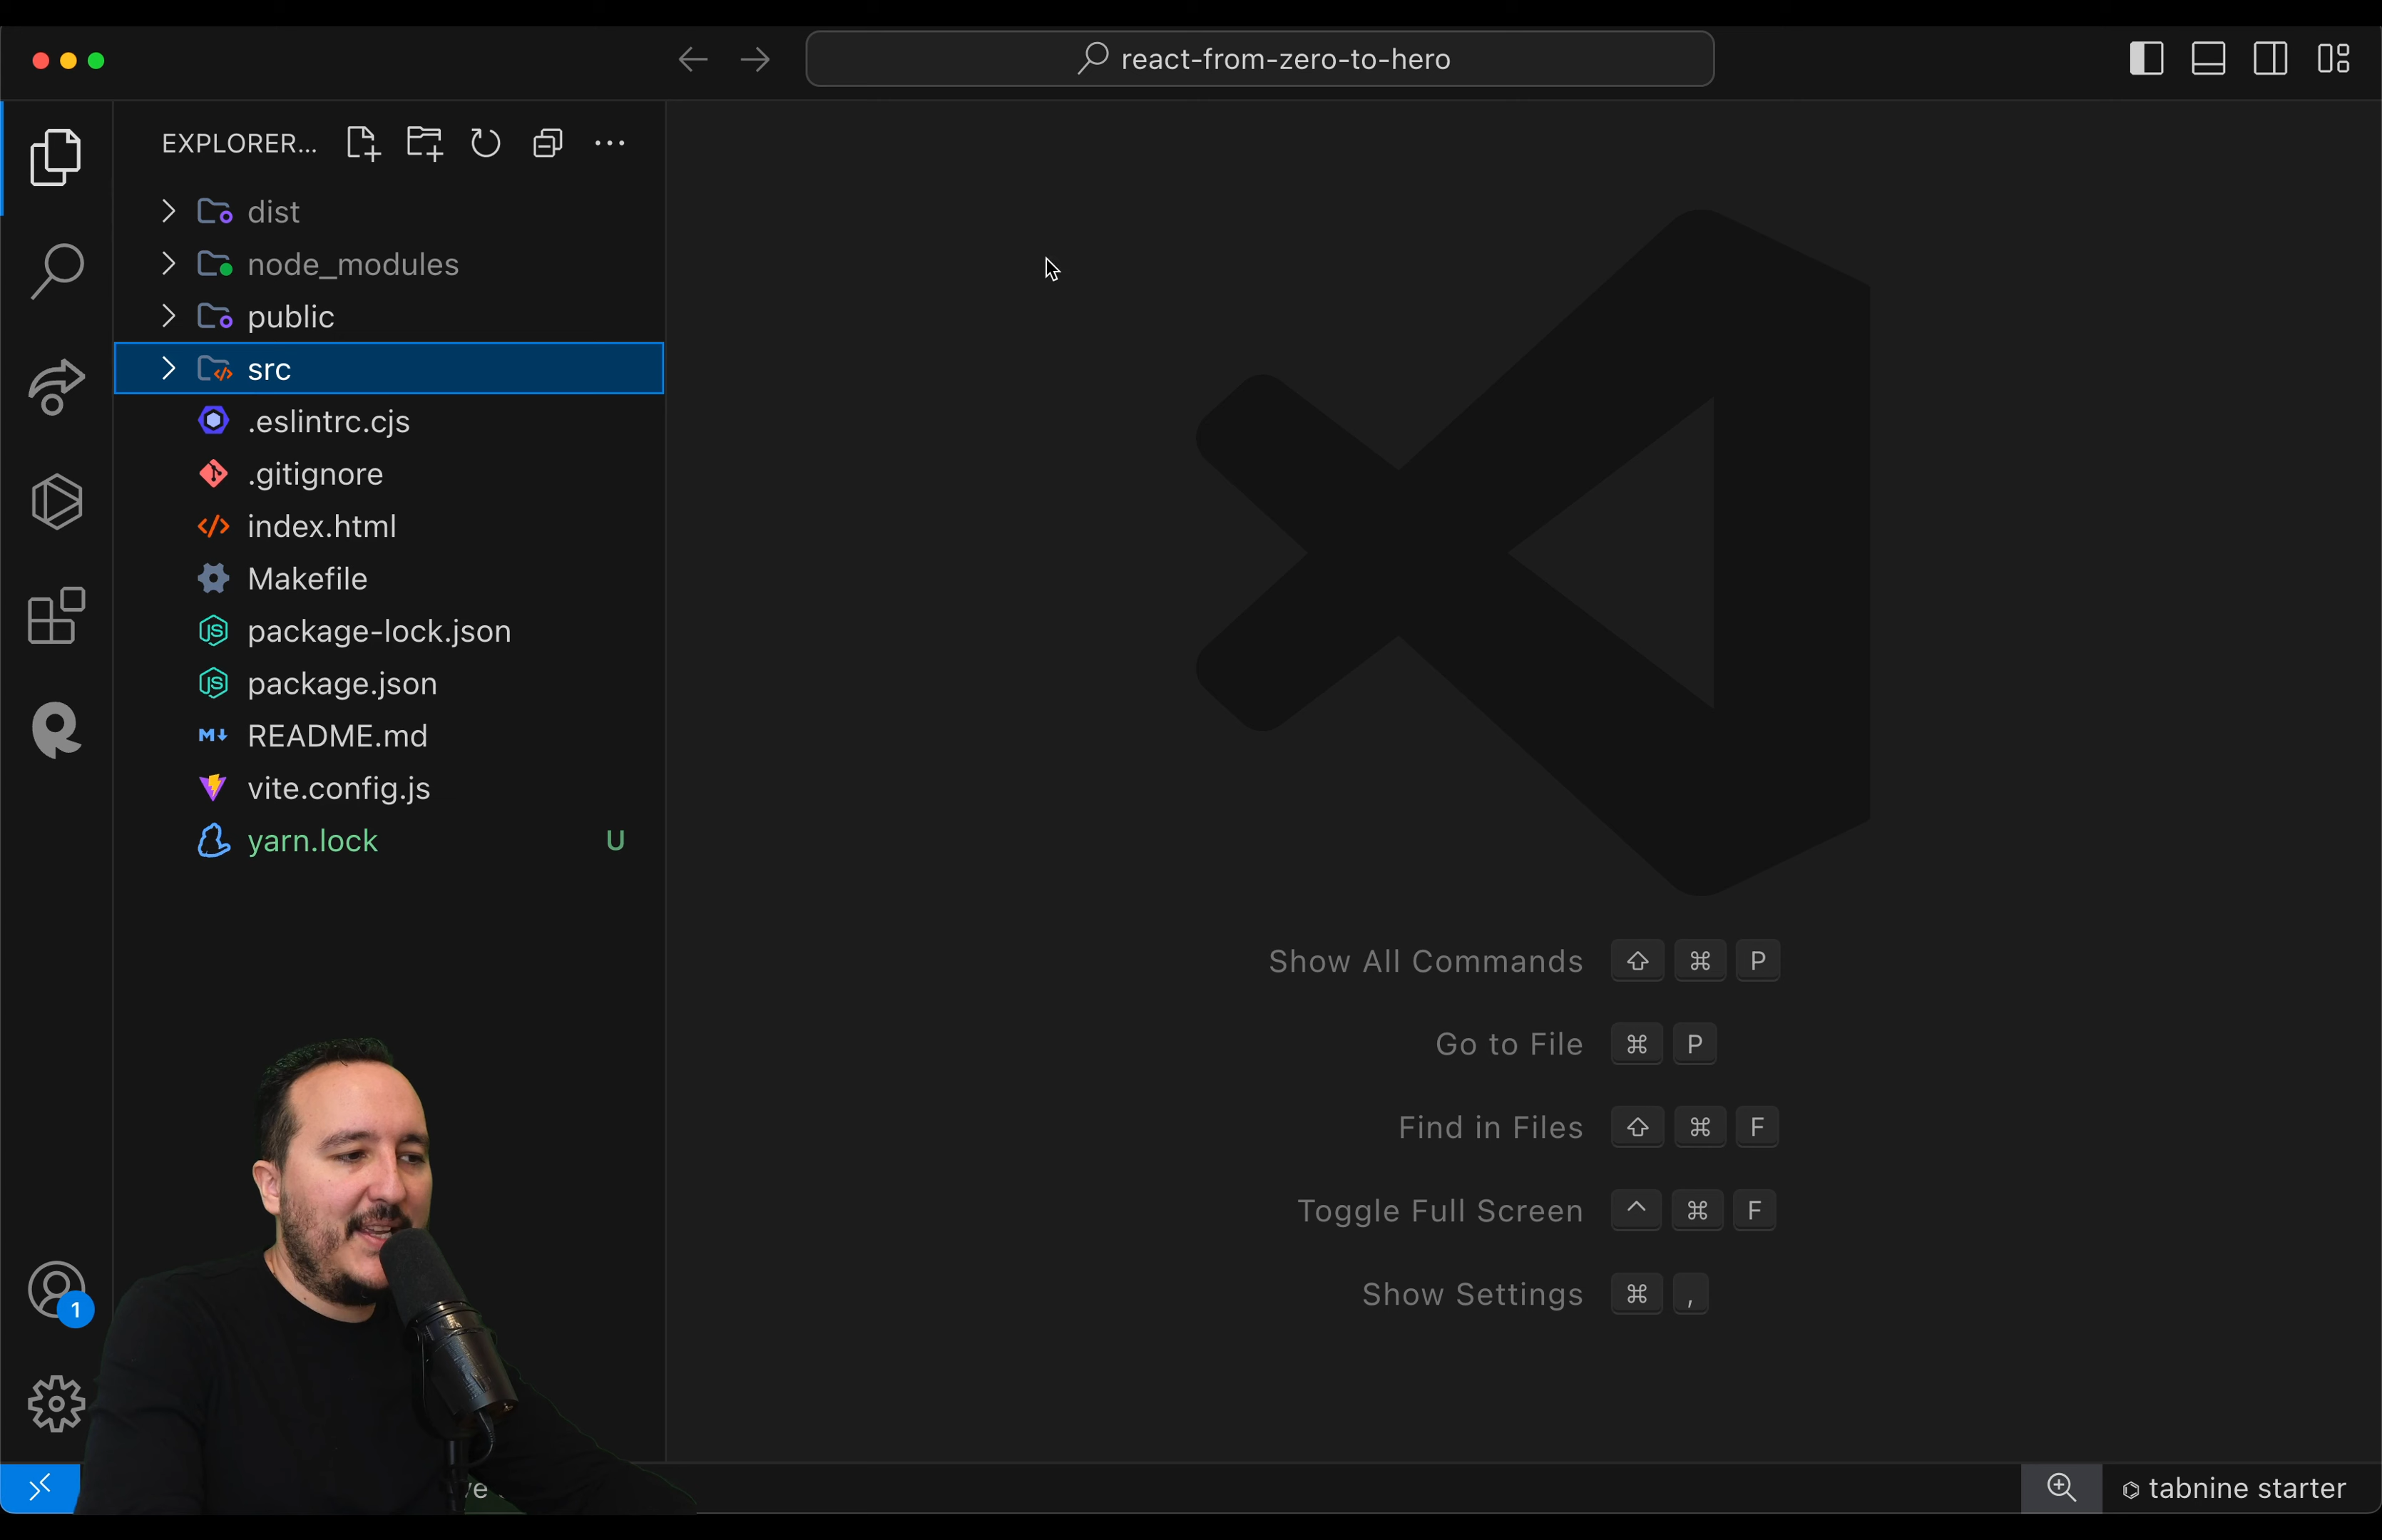 react-from-zero-to-hero
EXPLORER...
dist
node_modules
public
src
.eslintrc.cjs
.gitignore
index.html
Makefile
package-lock.json
package.json
README.md
vite.config.js
yarn.lock U
Show All Commands ⇧ ⌘ P
Go to File ⌘ P
Find in Files ⇧ ⌘ F
Toggle Full Screen ^ ⌘ F
Show Settings ⌘ ,
1
tabnine starter